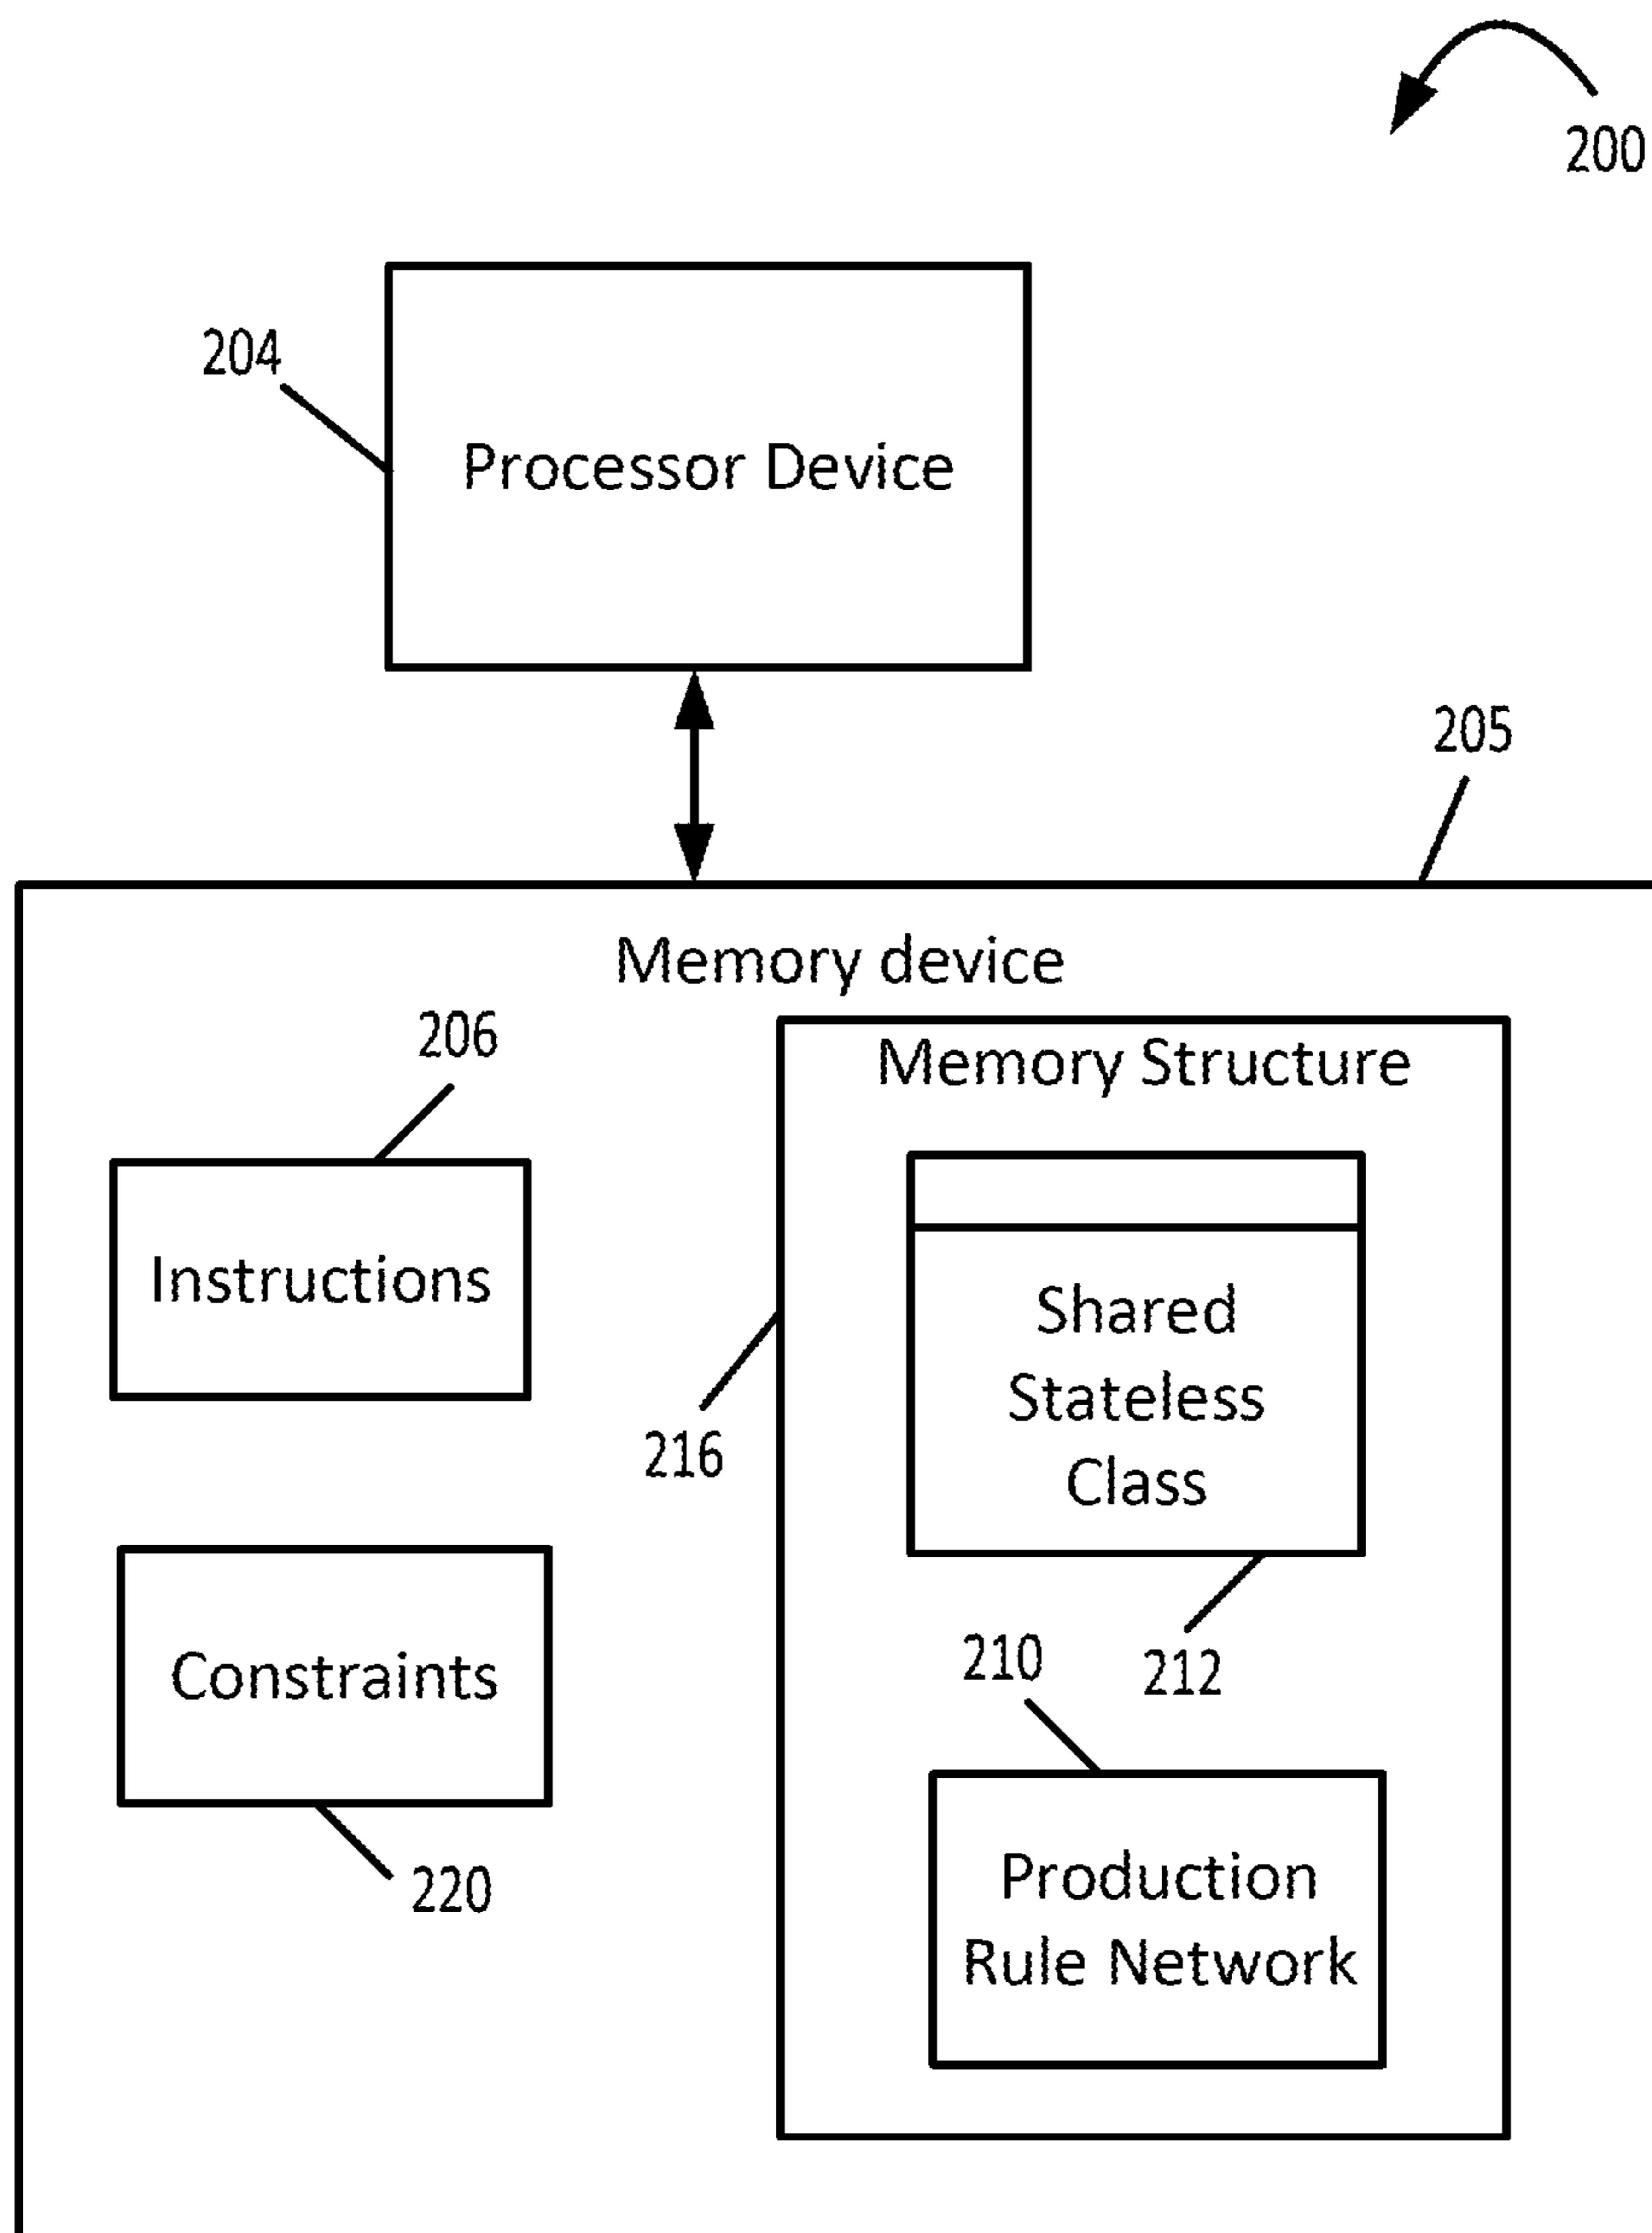 200
204
Processor Device
205
Memory device
206
Memory Structure
Instructions
Shared
Stateless
Class
216
212
210
Constraints
220
Production
Rule Network